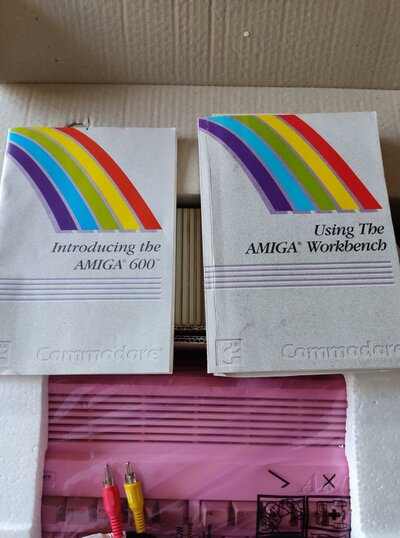 Introducing the
AMIGA® 600™
Commodore®
Using The
AMIGA® Workbench
Commodore